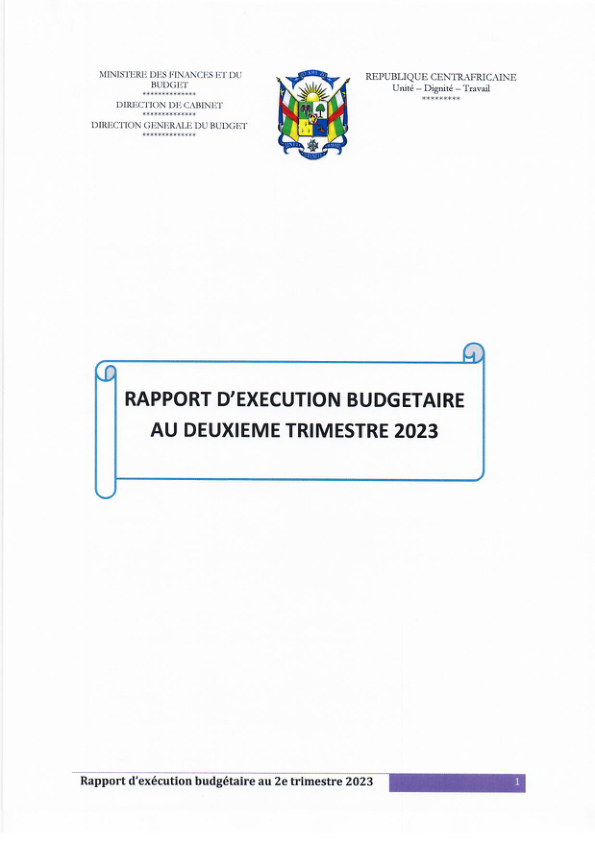 MINISTERE DES FINANCES ET DU
BUDGET
**************
DIRECTION DE CABINET
**************
DIRECTION GENERALE DU BUDGET
**************
REPUBLIQUE CENTRAFRICAINE
Unité – Dignité – Travail
*********
RAPPORT D'EXECUTION BUDGETAIRE
AU DEUXIEME TRIMESTRE 2023
Rapport d'exécution budgétaire au 2e trimestre 2023
1